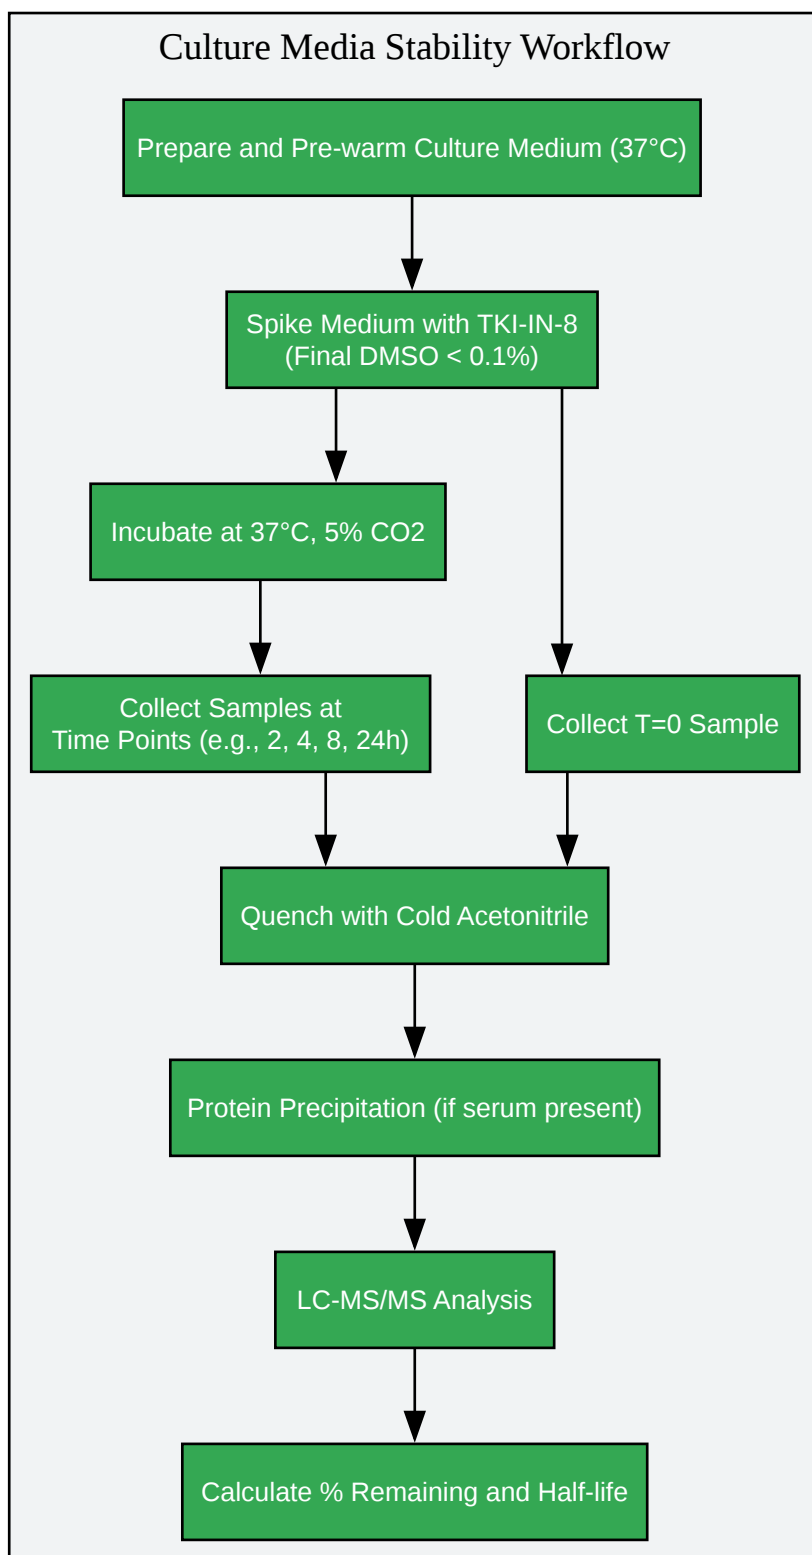 Culture Media Stability Workflow
Prepare and Pre-warm Culture Medium (37°C)
Spike Medium with TKI-IN-8
(Final DMSO < 0.1%)
Incubate at 37°C, 5% CO2
Collect Samples at
Time Points (e.g., 2, 4, 8, 24h)
Collect T=0 Sample
Quench with Cold Acetonitrile
Protein Precipitation (if serum present)
LC-MS/MS Analysis
Calculate % Remaining and Half-life